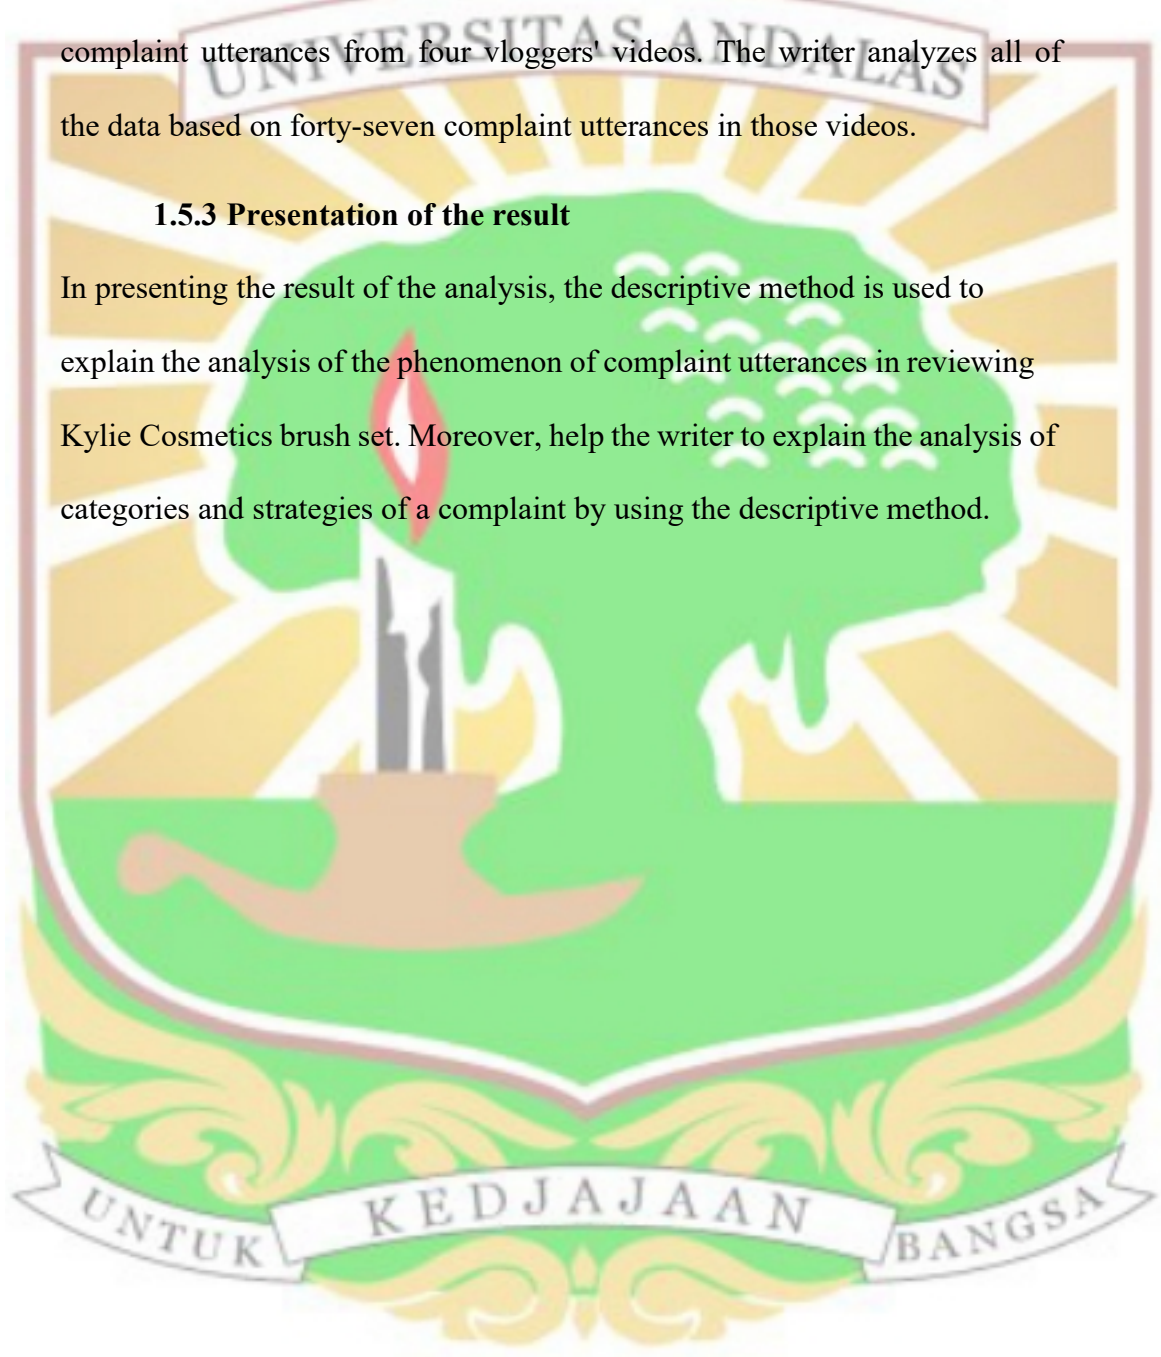 UNIVERSITAS ANDALAS
complaint utterances from four vloggers' videos. The writer analyzes all of
the data based on forty-seven complaint utterances in those videos.
1.5.3 Presentation of the result
In presenting the result of the analysis, the descriptive method is used to
explain the analysis of the phenomenon of complaint utterances in reviewing
Kylie Cosmetics brush set. Moreover, help the writer to explain the analysis of
categories and strategies of a complaint by using the descriptive method.
UNTUK KEDJAJAAN BANGSA